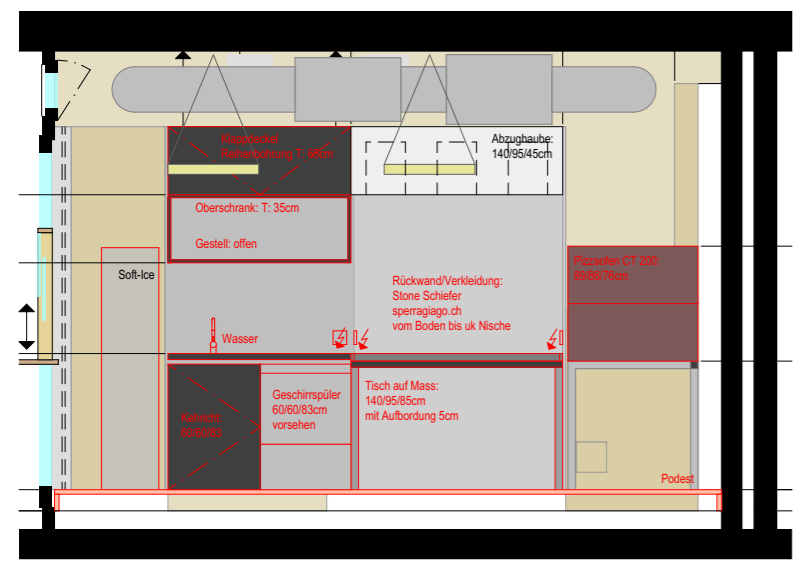 Klappdeckel
Reihenbohrung T: 66cm
Abzughaube:
140/95/45cm
Oberschrank: T: 35cm
Gestell: offen
Soft-Ice
Pizzaofen CT 200:
89/86/76cm
Rückwand/Verkleidung:
Stone Schiefer
sperragiago.ch
vom Boden bis uk Nische
Wasser
Kehricht:
60/60/83
Geschirrspüler
60/60/83cm
vorsehen
Tisch auf Mass:
140/95/85cm
mit Aufbordung 5cm
Podest